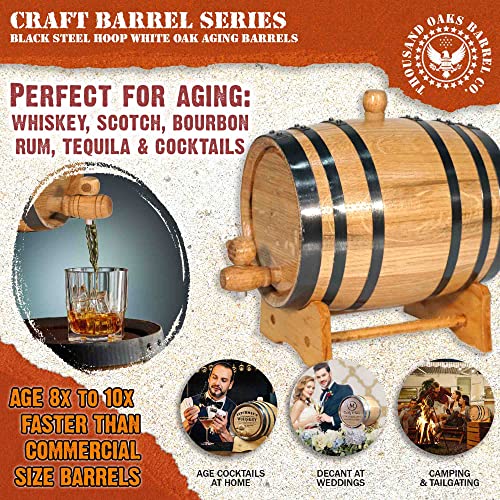 CRAFT BARREL SERIES
BLACK STEEL HOOP WHITE OAK AGING BARRELS
THOUSAND OAKS BARREL CO
PERFECT FOR AGING:
WHISKEY, SCOTCH, BOURBON
RUM, TEQUILA & COCKTAILS
AGE 8X TO 10X
FASTER THAN
COMMERCIAL
SIZE BARRELS
AGE COCKTAILS
AT HOME
DECANT AT
WEDDINGS
CAMPING
& TAILGATING